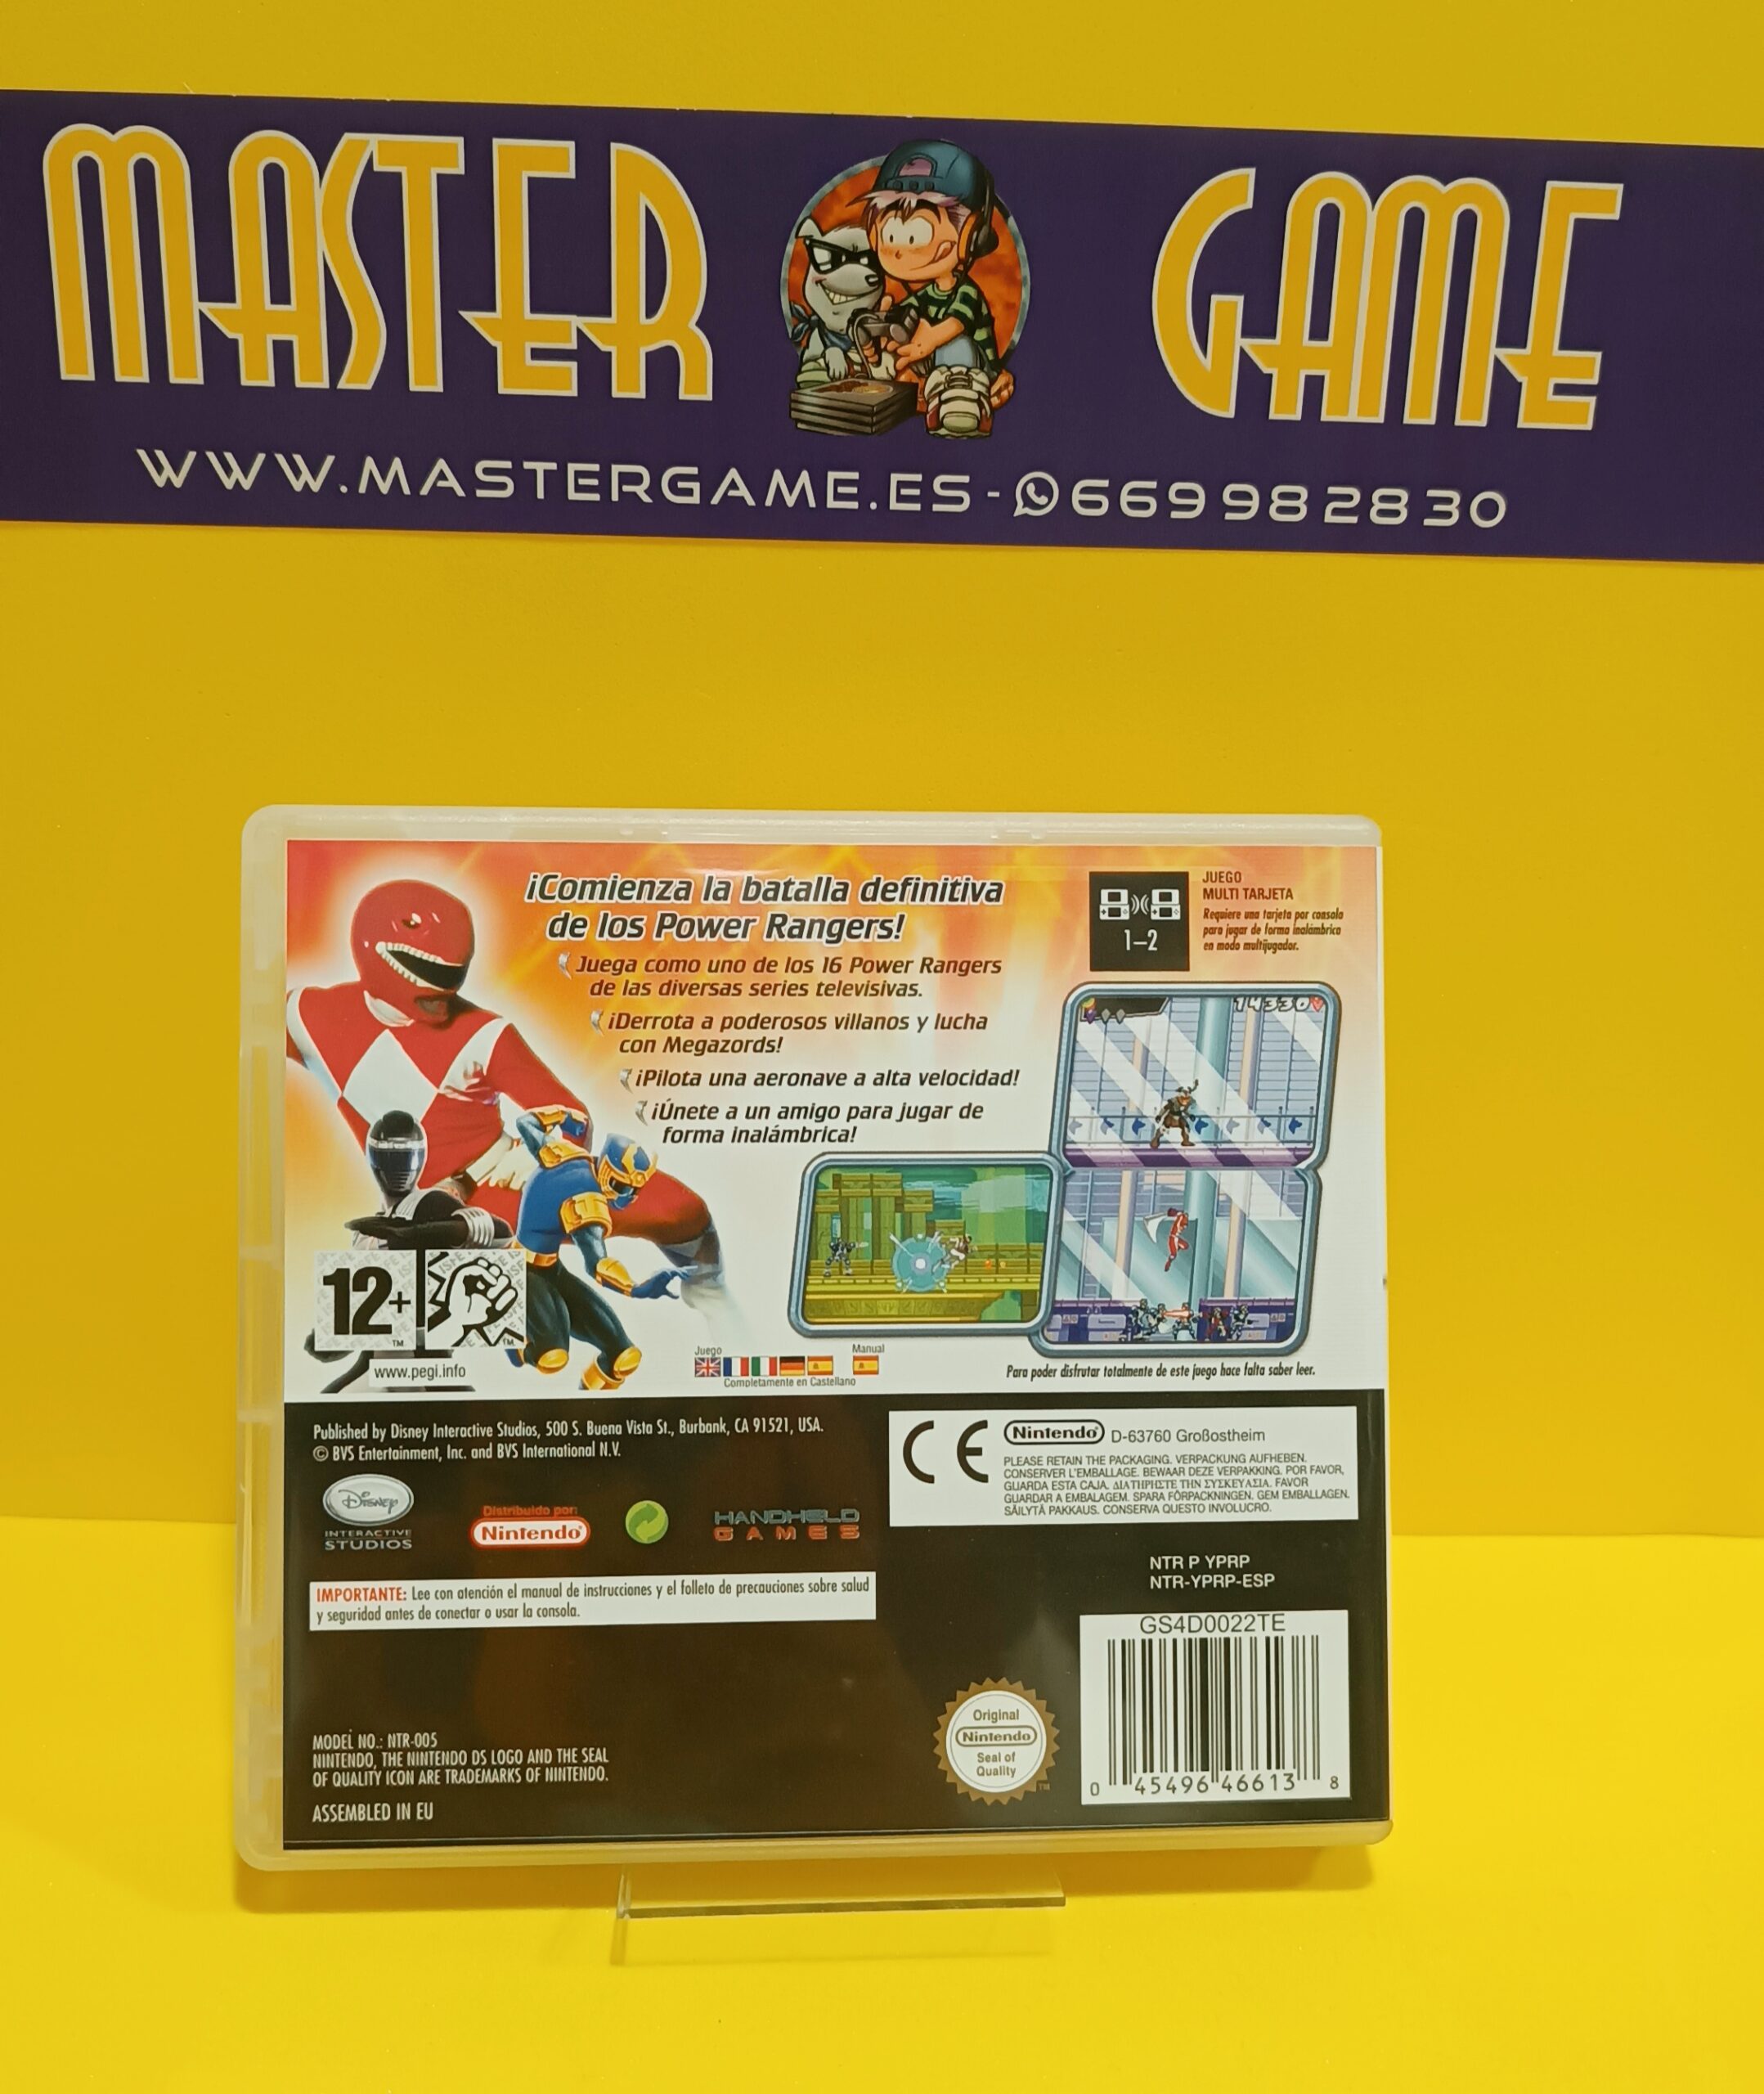 MASTER GAME
WWW.MASTERGAME.ES - 669982830
¡Comienza la batalla definitiva
de los Power Rangers!
Juega como uno de los 16 Power Rangers
de las diversas series televisivas.
¡Derrota a poderosos villanos y lucha
con Megazords!
¡Pilota una aeronave a alta velocidad!
¡Únete a un amigo para jugar de
forma inalámbrica!
1–2
JUEGO
MULTI TARJETA
Requiere una tarjeta por consola
para jugar de forma inalámbrica
en modo multijugador.
14330
12+
TM
TM
www.pegi.info
Juego
Manual
Completamente en Castellano
Para poder disfrutar totalmente de este juego hace falta saber leer.
Published by Disney Interactive Studios, 500 S. Buena Vista St., Burbank, CA 91521, USA.
© BVS Entertainment, Inc. and BVS International N.V.
Disney
INTERACTIVE
STUDIOS
Distribuido por:
Nintendo
HANDHELD
GAMES
CE
Nintendo D-63760 Großostheim
PLEASE RETAIN THE PACKAGING. VERPACKUNG AUFHEBEN.
CONSERVER L'EMBALLAGE. BEWAAR DEZE VERPAKKING. POR FAVOR,
GUARDA ESTA CAJA. ΔΙΑΤΗΡΗΣΤΕ ΤΗΝ ΣΥΣΚΕΥΑΣΙΑ. FAVOR
GUARDAR A EMBALAGEM. SPARA FÖRPACKNINGEN. GEM EMBALLAGEN.
SÄILYTÄ PAKKAUS. CONSERVA QUESTO INVOLUCRO.
IMPORTANTE: Lee con atención el manual de instrucciones y el folleto de precauciones sobre salud
y seguridad antes de conectar o usar la consola.
NTR P YPRP
NTR-YPRP-ESP
GS4D0022TE
0 45496 46613 8
Original
Nintendo
Seal of
Quality
TM
MODEL NO.: NTR-005
NINTENDO, THE NINTENDO DS LOGO AND THE SEAL
OF QUALITY ICON ARE TRADEMARKS OF NINTENDO.
ASSEMBLED IN EU